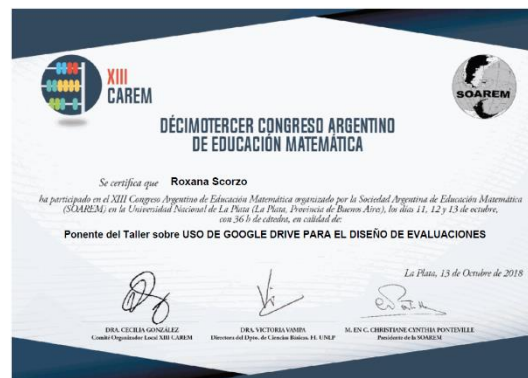 XIII
CAREM
SOAREM
DÉCIMOTERCER CONGRESO ARGENTINO
DE EDUCACIÓN MATEMÁTICA
Se certifica que Roxana Scorzo
ha participado en el XIII Congreso Argentino de Educación Matemática organizado por la Sociedad Argentina de Educación Matemática
(SOAREM) en la Universidad Nacional de La Plata (La Plata, Provincia de Buenos Aires), los días 11, 12 y 13 de octubre,
con 36 h de cátedra, en calidad de:
Ponente del Taller sobre USO DE GOOGLE DRIVE PARA EL DISEÑO DE EVALUACIONES
La Plata, 13 de Octubre de 2018
DRA. CECILIA GONZÁLEZ
Comité Organizador Local XIII CAREM
DRA. VICTORIA VAMPA
Directora del Dpto. de Ciencias Básicas. FI. UNLP
M. EN C. CHRISTIANE CYNTHIA PONTEVILLE
Presidente de la SOAREM